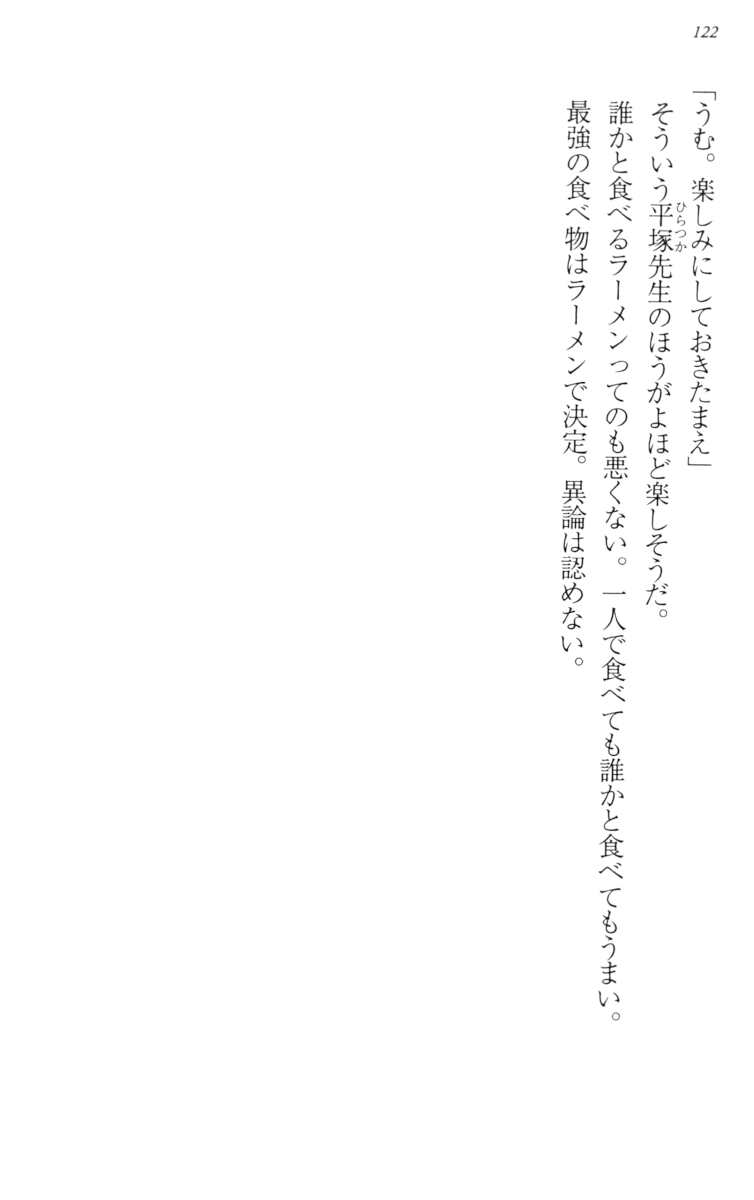 122
「うむ。楽しみにしておきたまえ」
そういう平塚先生のほうがよほど楽しそうだ。
ひらつか
誰かと食べるラーメンってのも悪くない。一人で食べても誰かと食べてもうまい。
最強の食べ物はラーメンで決定。異論は認めない。